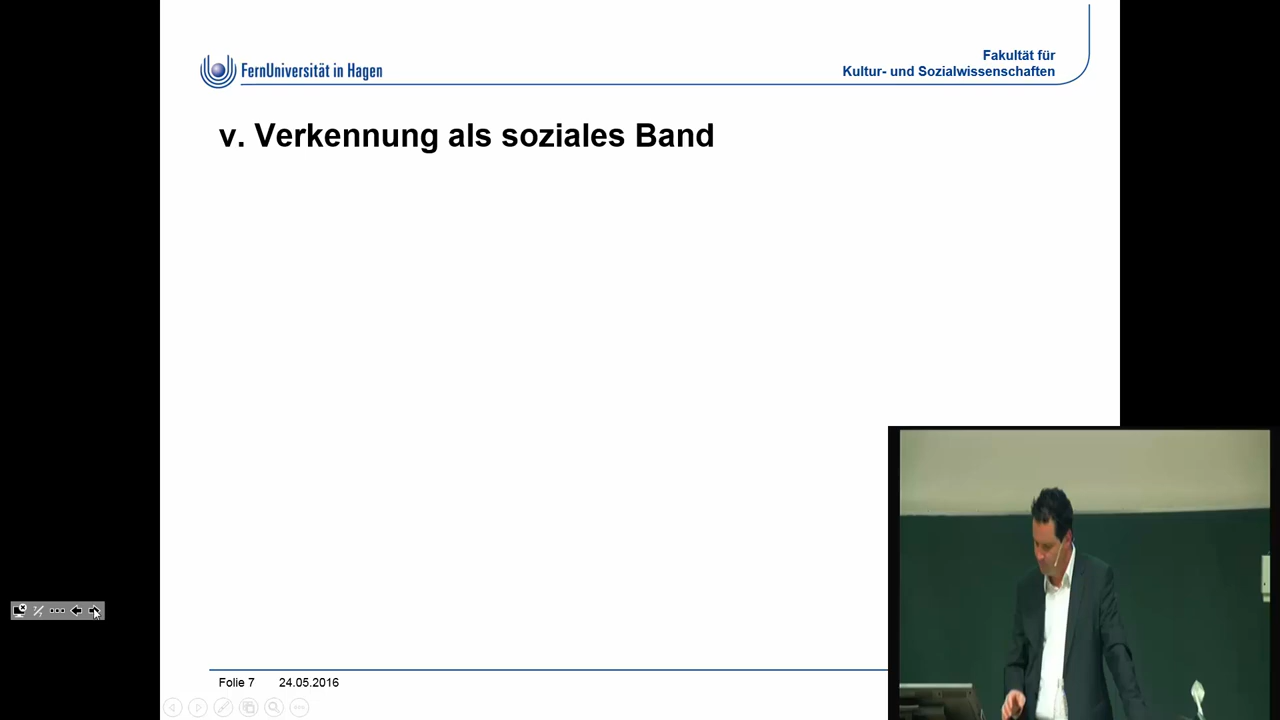 FernUniversität in Hagen
Fakultät für
Kultur- und Sozialwissenschaften
v. Verkennung als soziales Band
Folie 7 24.05.2016